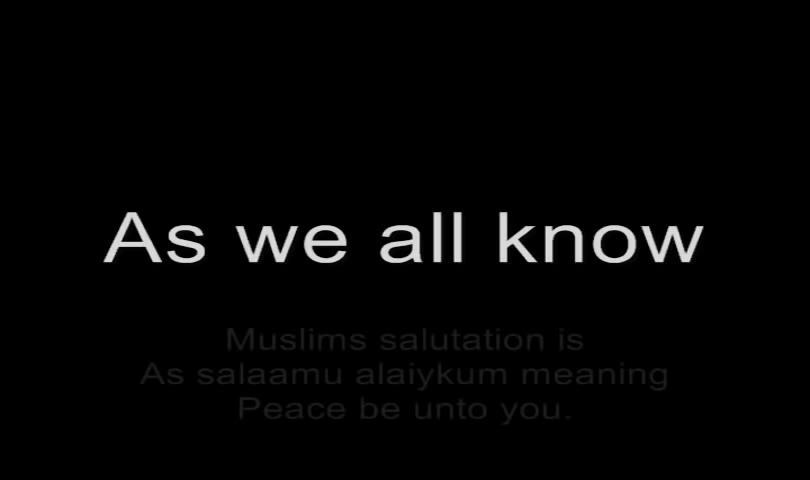 As we all know
Muslims salutation is
As salaamu alaiykum meaning
Peace be unto you.